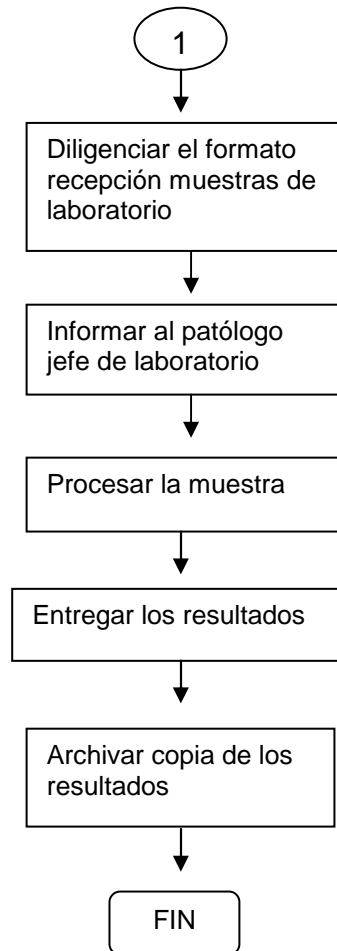 1
Diligenciar el formato
recepción muestras de
laboratorio
Informar al patólogo
jefe de laboratorio
Procesar la muestra
Entregar los resultados
Archivar copia de los
resultados
FIN